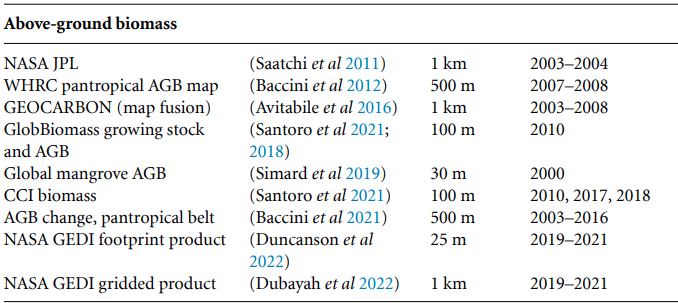 Above-ground biomass
NASA JPL (Saatchi et al 2011) 1 km 2003–2004
WHRC pantropical AGB map (Baccini et al 2012) 500 m 2007–2008
GEOCARBON (map fusion) (Avitabile et al 2016) 1 km 2003–2008
GlobBiomass growing stock (Santoro et al 2021; 100 m 2010
and AGB 2018)
Global mangrove AGB (Simard et al 2019) 30 m 2000
CCI biomass (Santoro et al 2021) 100 m 2010, 2017, 2018
AGB change, pantropical belt (Baccini et al 2021) 500 m 2003–2016
NASA GEDI footprint product (Duncanson et al 25 m 2019–2021
2022)
NASA GEDI gridded product (Dubayah et al 2022) 1 km 2019–2021